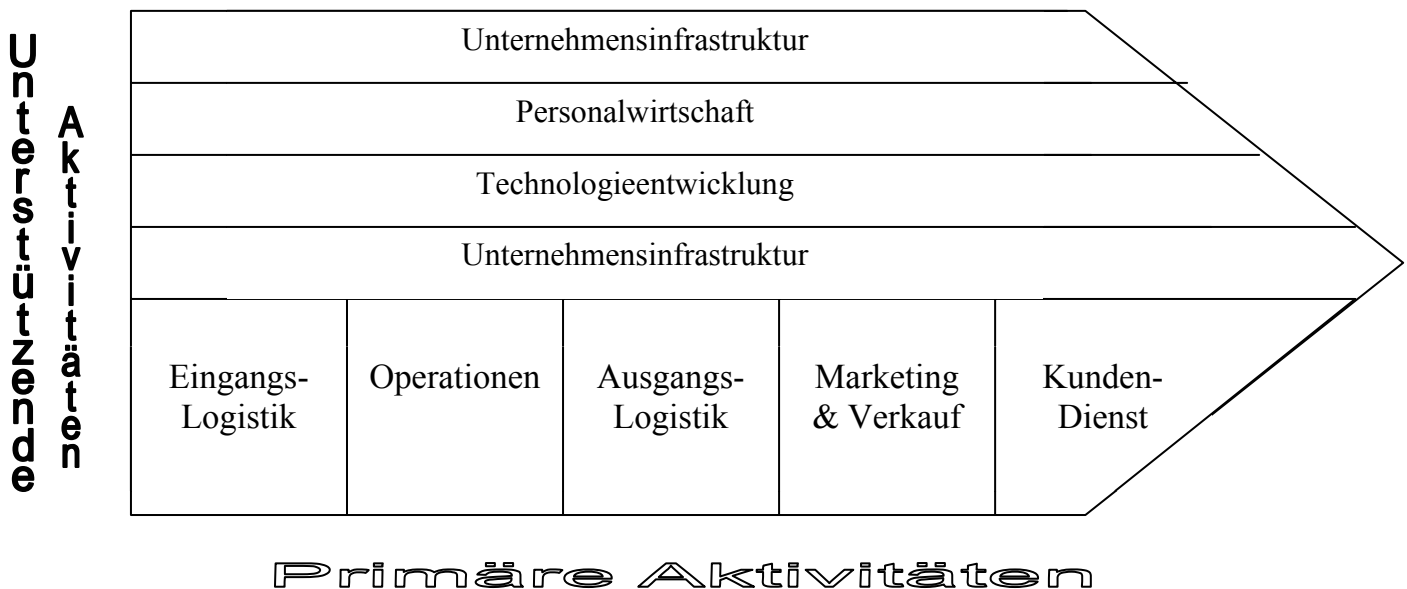 Unterstützende
Aktivitäten
Unternehmensinfrastruktur
Personalwirtschaft
Technologieentwicklung
Unternehmensinfrastruktur
Eingangs-
Logistik
Operationen
Ausgangs-
Logistik
Marketing
& Verkauf
Kunden-
Dienst
Primäre Aktivitäten